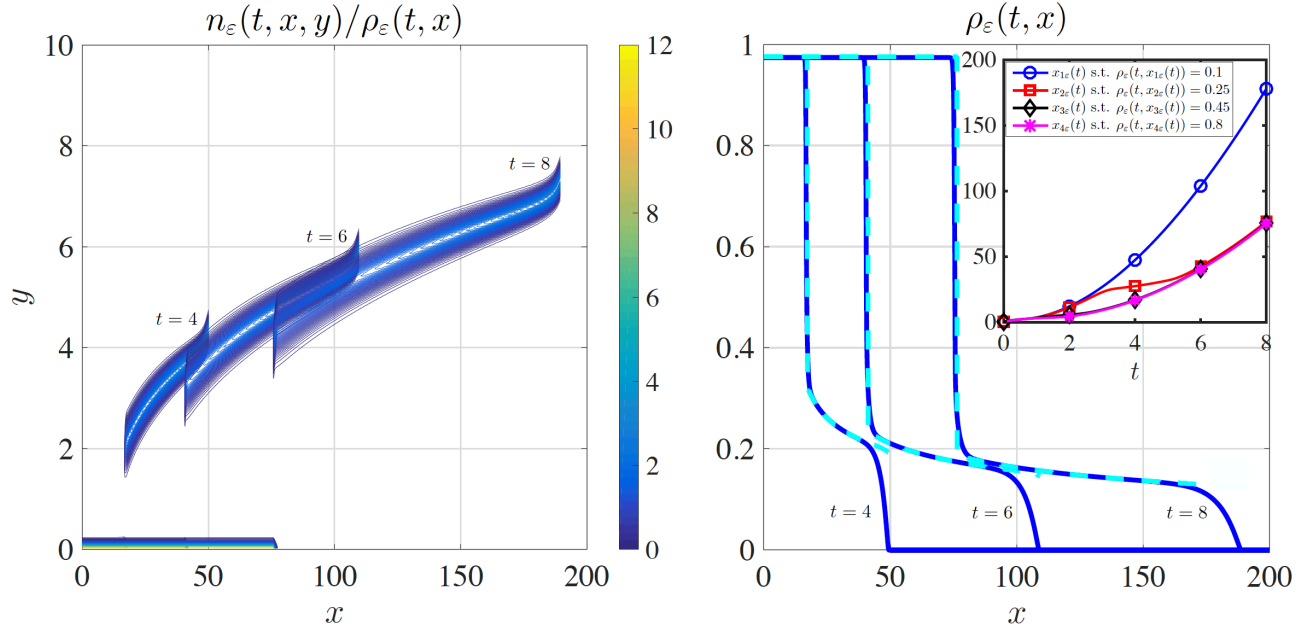 n_ε(t, x, y)/ρ_ε(t, x)
10
8
6
4
2
0
y
t = 8
t = 6
t = 4
0
50
100
150
200
x
12
10
8
6
4
2
0
ρ_ε(t, x)
1
0.8
0.6
0.4
0.2
0
t = 4
t = 6
t = 8
0
50
100
150
200
x
200
150
100
50
0
x_{1ε}(t) s.t. ρ_ε(t, x_{1ε}(t)) = 0.1
x_{2ε}(t) s.t. ρ_ε(t, x_{2ε}(t)) = 0.25
x_{3ε}(t) s.t. ρ_ε(t, x_{3ε}(t)) = 0.45
x_{4ε}(t) s.t. ρ_ε(t, x_{4ε}(t)) = 0.8
0
2
4
6
8
t